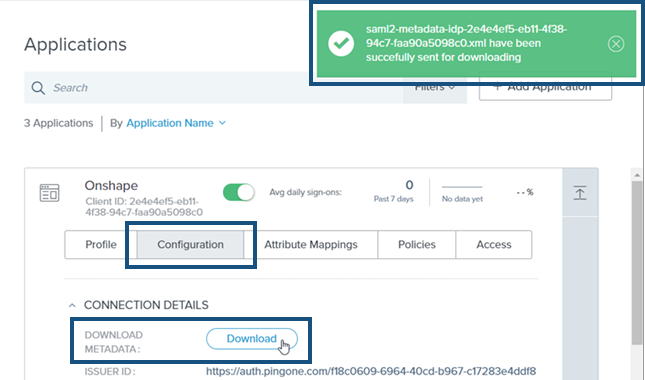 Applications
saml2-metadata-idp-2e4e4ef5-eb11-4f38-
94c7-faa90a5098c0.xml have been
succefully sent for downloading
Search
Filters
+ Add Application
3 Applications
By Application Name
Onshape
Client ID: 2e4e4ef5-eb11-
4f38-94c7-faa90a5098c0
Avg daily sign-ons:
0
Past 7 days
No data yet
- - %
Profile
Configuration
Attribute Mappings
Policies
Access
CONNECTION DETAILS
DOWNLOAD
METADATA :
Download
ISSUER ID :
https://auth.pingone.com/f18c0609-6964-40cd-b967-c17283e4ddf8